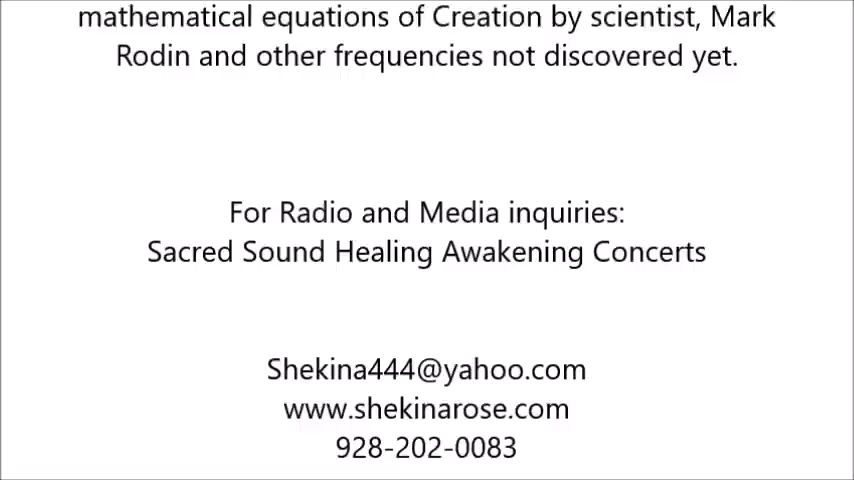 mathematical equations of Creation by scientist, Mark
Rodin and other frequencies not discovered yet.
For Radio and Media inquiries:
Sacred Sound Healing Awakening Concerts
Shekina444@yahoo.com
www.shekinarose.com
928-202-0083